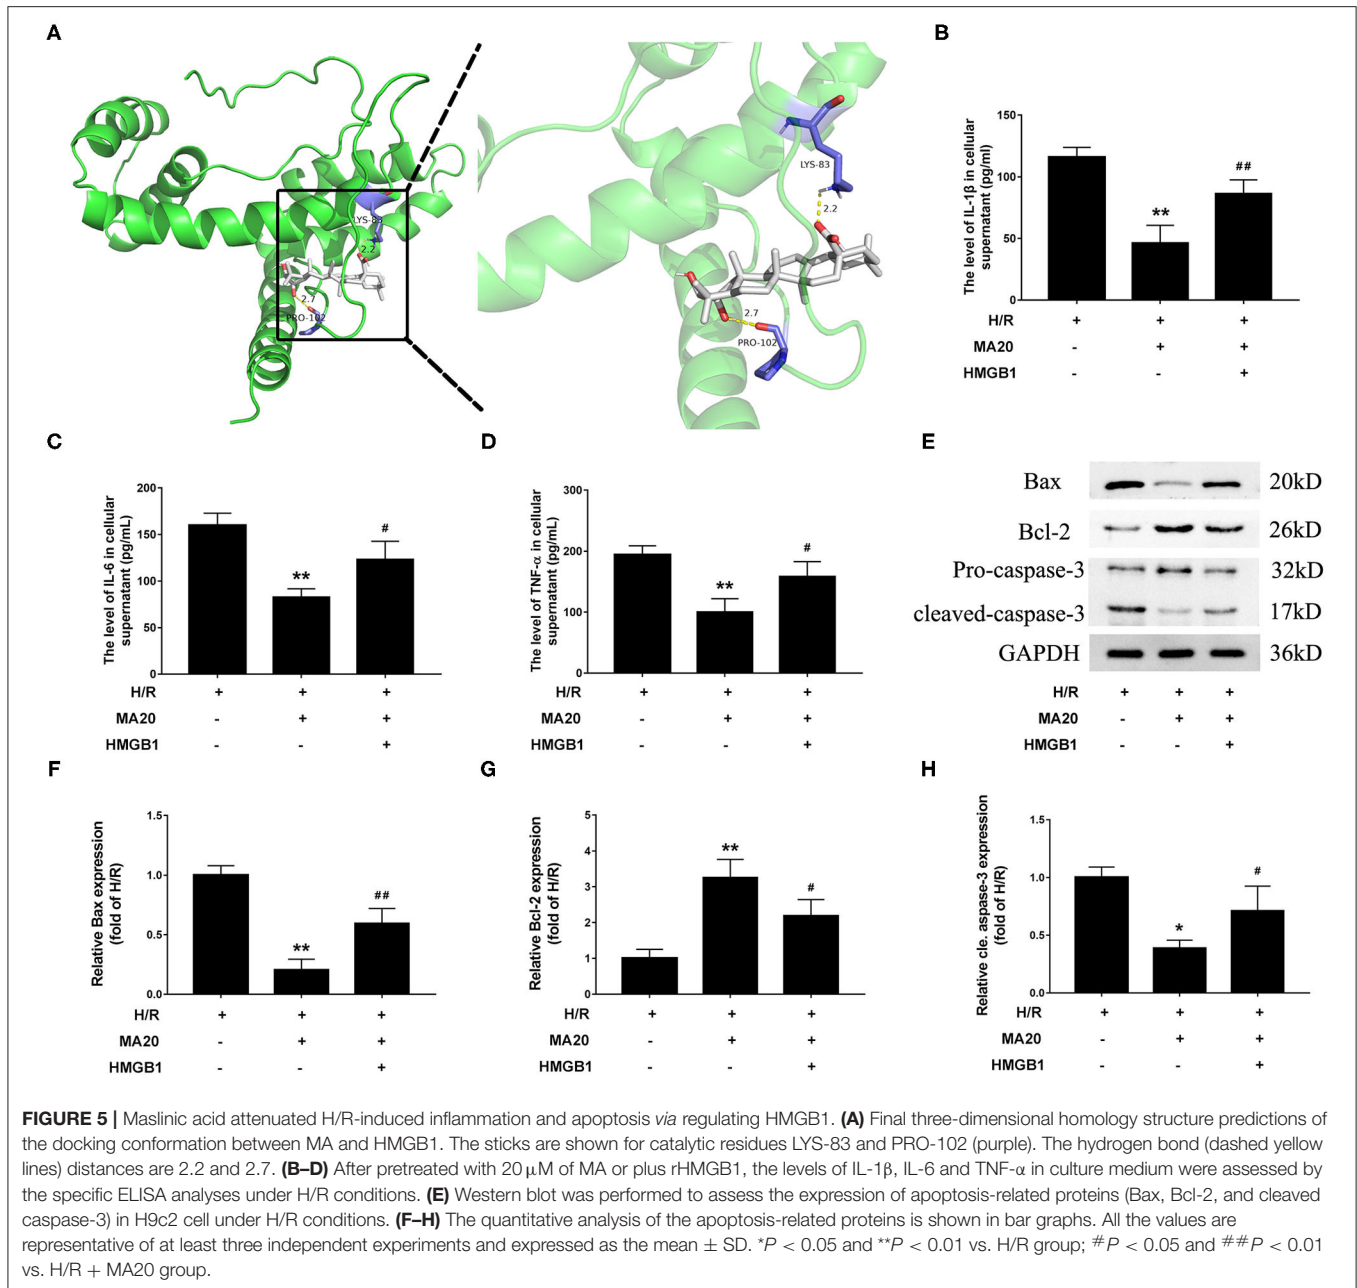 A
LYS-83
2.2
2.7
PRO-102
LYS-83
2.2
2.7
PRO-102
B
The level of IL-1β in cellular
supernatant (pg/ml)
150
100
50
0
**
##
H/R + + +
MA20 - + +
HMGB1 - - +
C
The level of IL-6 in cellular
supernatant (pg/mL)
200
150
100
50
0
**
#
H/R + + +
MA20 - + +
HMGB1 - - +
D
The level of TNF-α in cellular
supernatant (pg/mL)
300
200
100
0
**
#
H/R + + +
MA20 - + +
HMGB1 - - +
E
Bax 20kD
Bcl-2 26kD
Pro-caspase-3 32kD
cleaved-caspase-3 17kD
GAPDH 36kD
H/R + + +
MA20 - + +
HMGB1 - - +
F
Relative Bax expression
(fold of H/R)
1.5
1.0
0.5
0.0
**
##
H/R + + +
MA20 - + +
HMGB1 - - +
G
Relative Bcl-2 expression
(fold of H/R)
5
4
3
2
1
0
**
#
H/R + + +
MA20 - + +
HMGB1 - - +
H
Relative cle. aspase-3 expression
(fold of H/R)
1.5
1.0
0.5
0.0
*
#
H/R + + +
MA20 - + +
HMGB1 - - +
FIGURE 5 | Maslinic acid attenuated H/R-induced inflammation and apoptosis via regulating HMGB1. (A) Final three-dimensional homology structure predictions of
the docking conformation between MA and HMGB1. The sticks are shown for catalytic residues LYS-83 and PRO-102 (purple). The hydrogen bond (dashed yellow
lines) distances are 2.2 and 2.7. (B–D) After pretreated with 20 μM of MA or plus rHMGB1, the levels of IL-1β, IL-6 and TNF-α in culture medium were assessed by
the specific ELISA analyses under H/R conditions. (E) Western blot was performed to assess the expression of apoptosis-related proteins (Bax, Bcl-2, and cleaved
caspase-3) in H9c2 cell under H/R conditions. (F–H) The quantitative analysis of the apoptosis-related proteins is shown in bar graphs. All the values are
representative of at least three independent experiments and expressed as the mean ± SD. *P < 0.05 and **P < 0.01 vs. H/R group; #P < 0.05 and ##P < 0.01
vs. H/R + MA20 group.